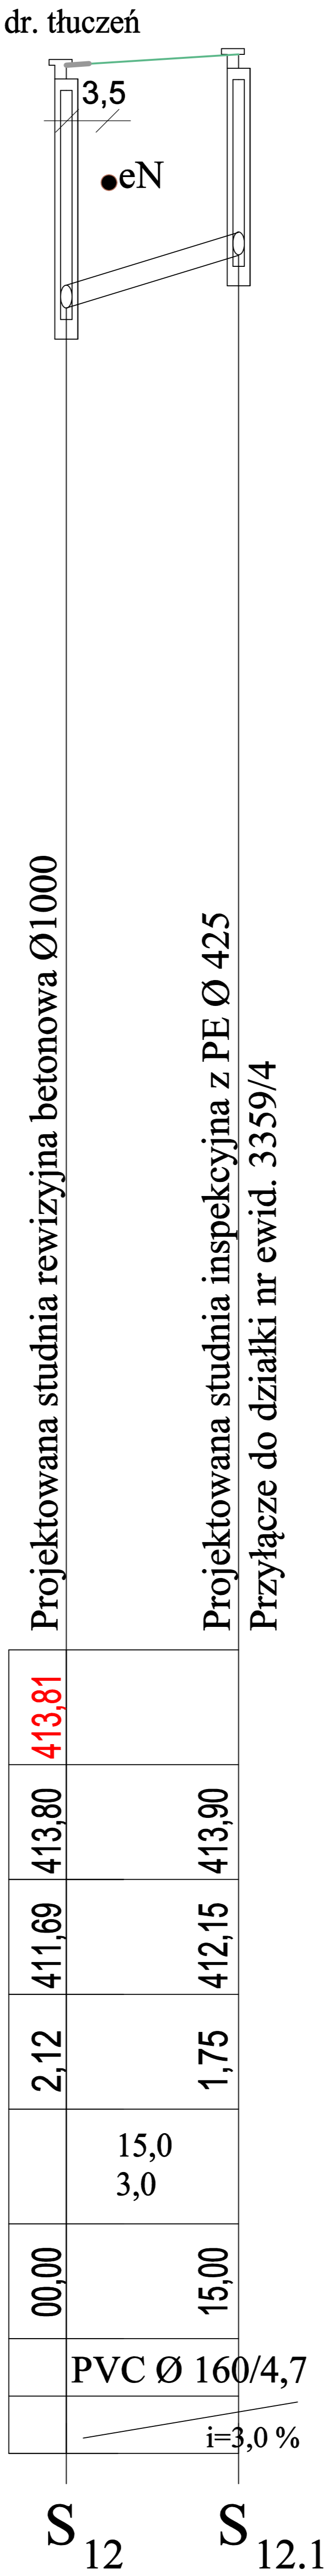 dr. tłuczeń
3,5
eN
Projektowana studnia rewizyjna betonowa Ø1000
Projektowana studnia inspekcyjna z PE Ø 425
Przyłącze do działki nr ewid. 3359/4
413,81
413,80 413,90
411,69 412,15
2,12 1,75
15,0
3,0
00,00 15,00
PVC Ø 160/4,7
i=3,0 %
S 12 S 12.1